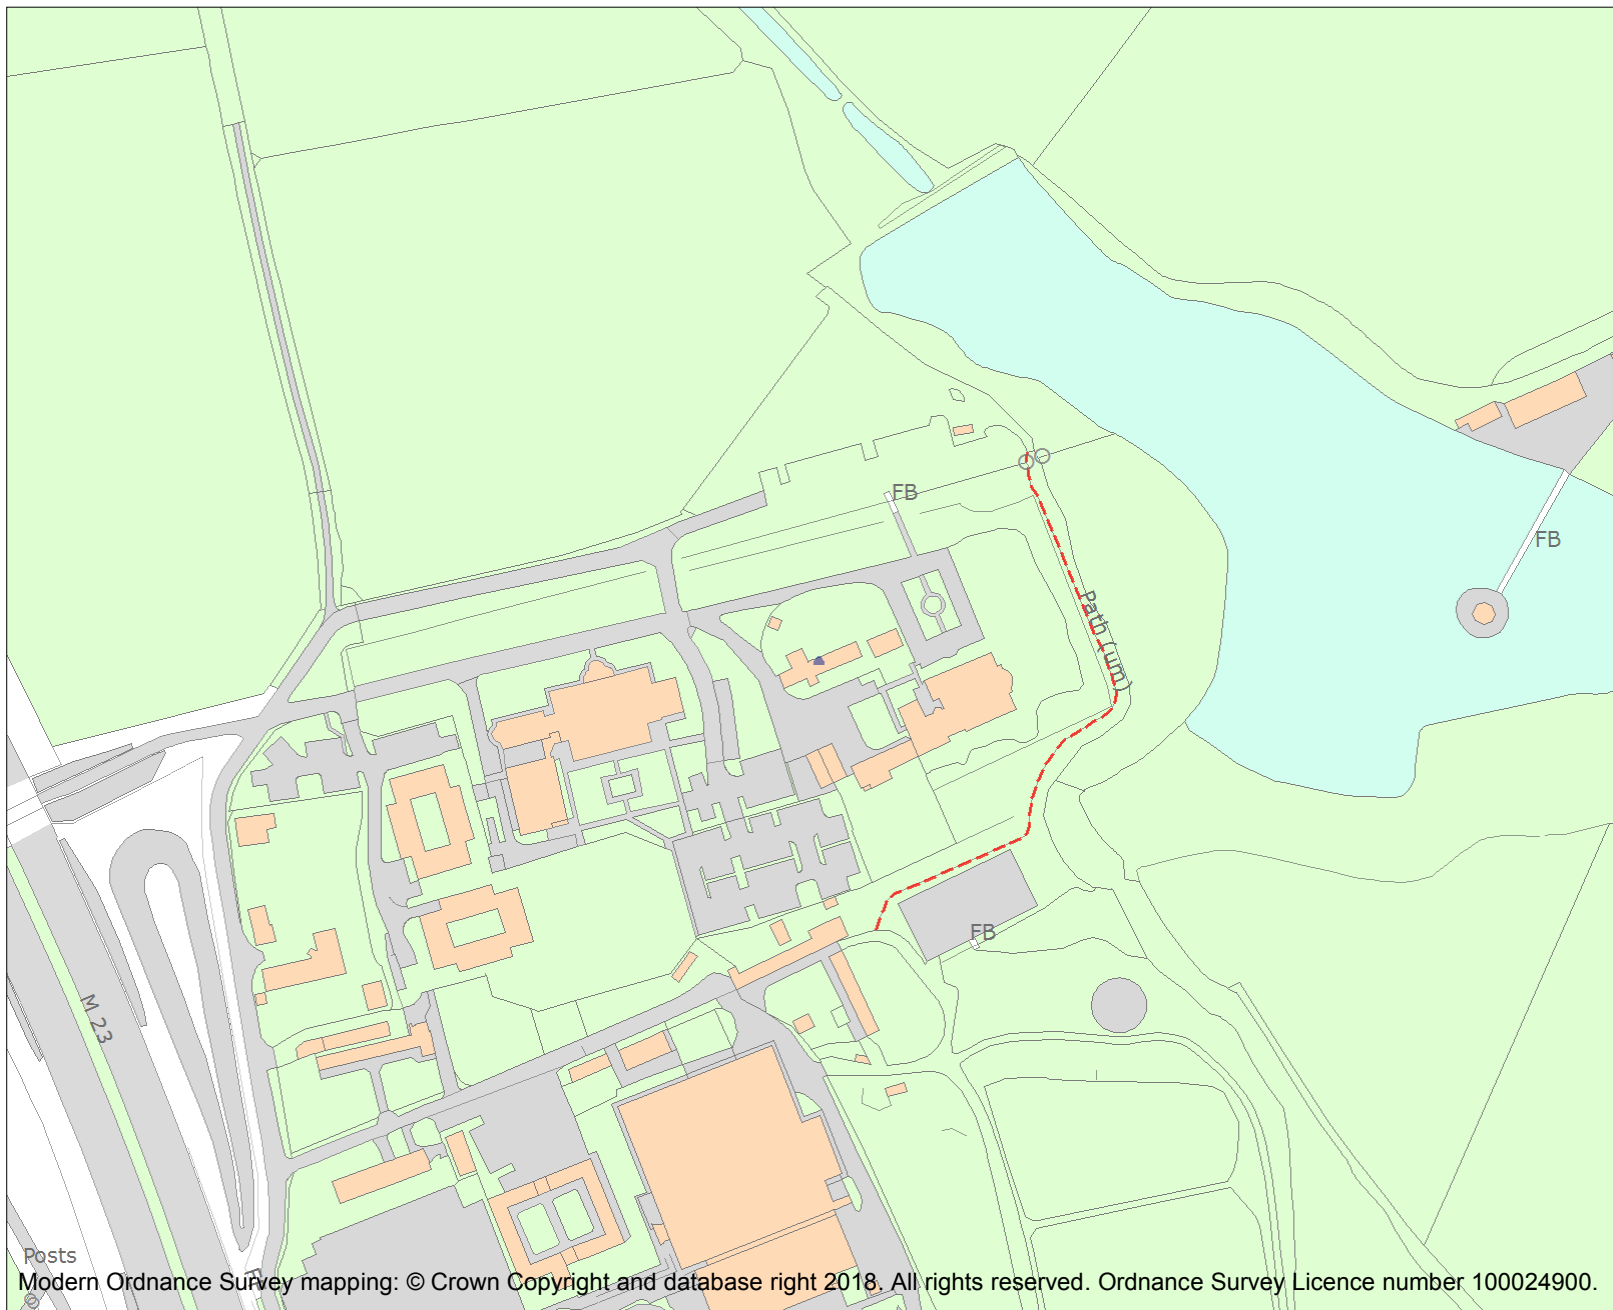 FB
FB
Path (um)
FB
M 23
Posts
Modern Ordnance Survey mapping: © Crown Copyright and database right 2018. All rights reserved. Ordnance Survey Licence number 100024900.